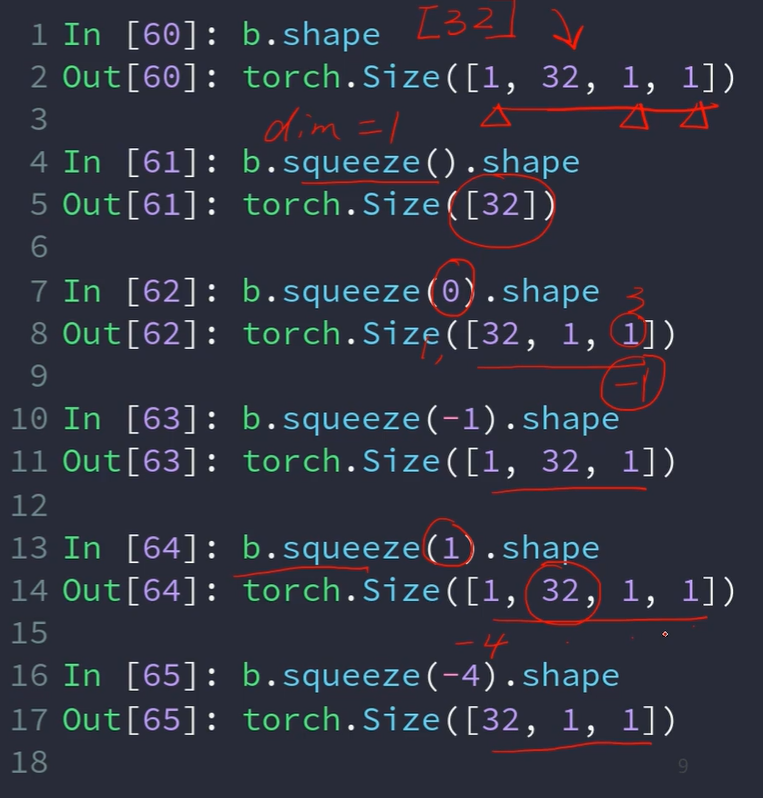 1 In [60]: b.shape [32]
2 Out[60]: torch.Size([1, 32, 1, 1])
3
dim = 1
4 In [61]: b.squeeze().shape
5 Out[61]: torch.Size([32])
6
7 In [62]: b.squeeze(0).shape
3
8 Out[62]: torch.Size([32, 1, 1])
1,
9
-1
10 In [63]: b.squeeze(-1).shape
11 Out[63]: torch.Size([1, 32, 1])
12
13 In [64]: b.squeeze(1).shape
14 Out[64]: torch.Size([1, 32, 1, 1])
15
-4
16 In [65]: b.squeeze(-4).shape
17 Out[65]: torch.Size([32, 1, 1])
18
9